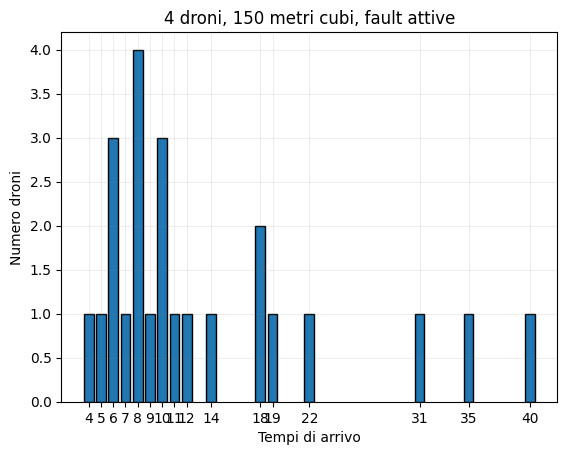 4 droni, 150 metri cubi, fault attive
Numero droni
4.0
3.5
3.0
2.5
2.0
1.5
1.0
0.5
0.0
4 5 6 7 8 9 10 11 12 14 18 19 22 31 35 40
Tempi di arrivo